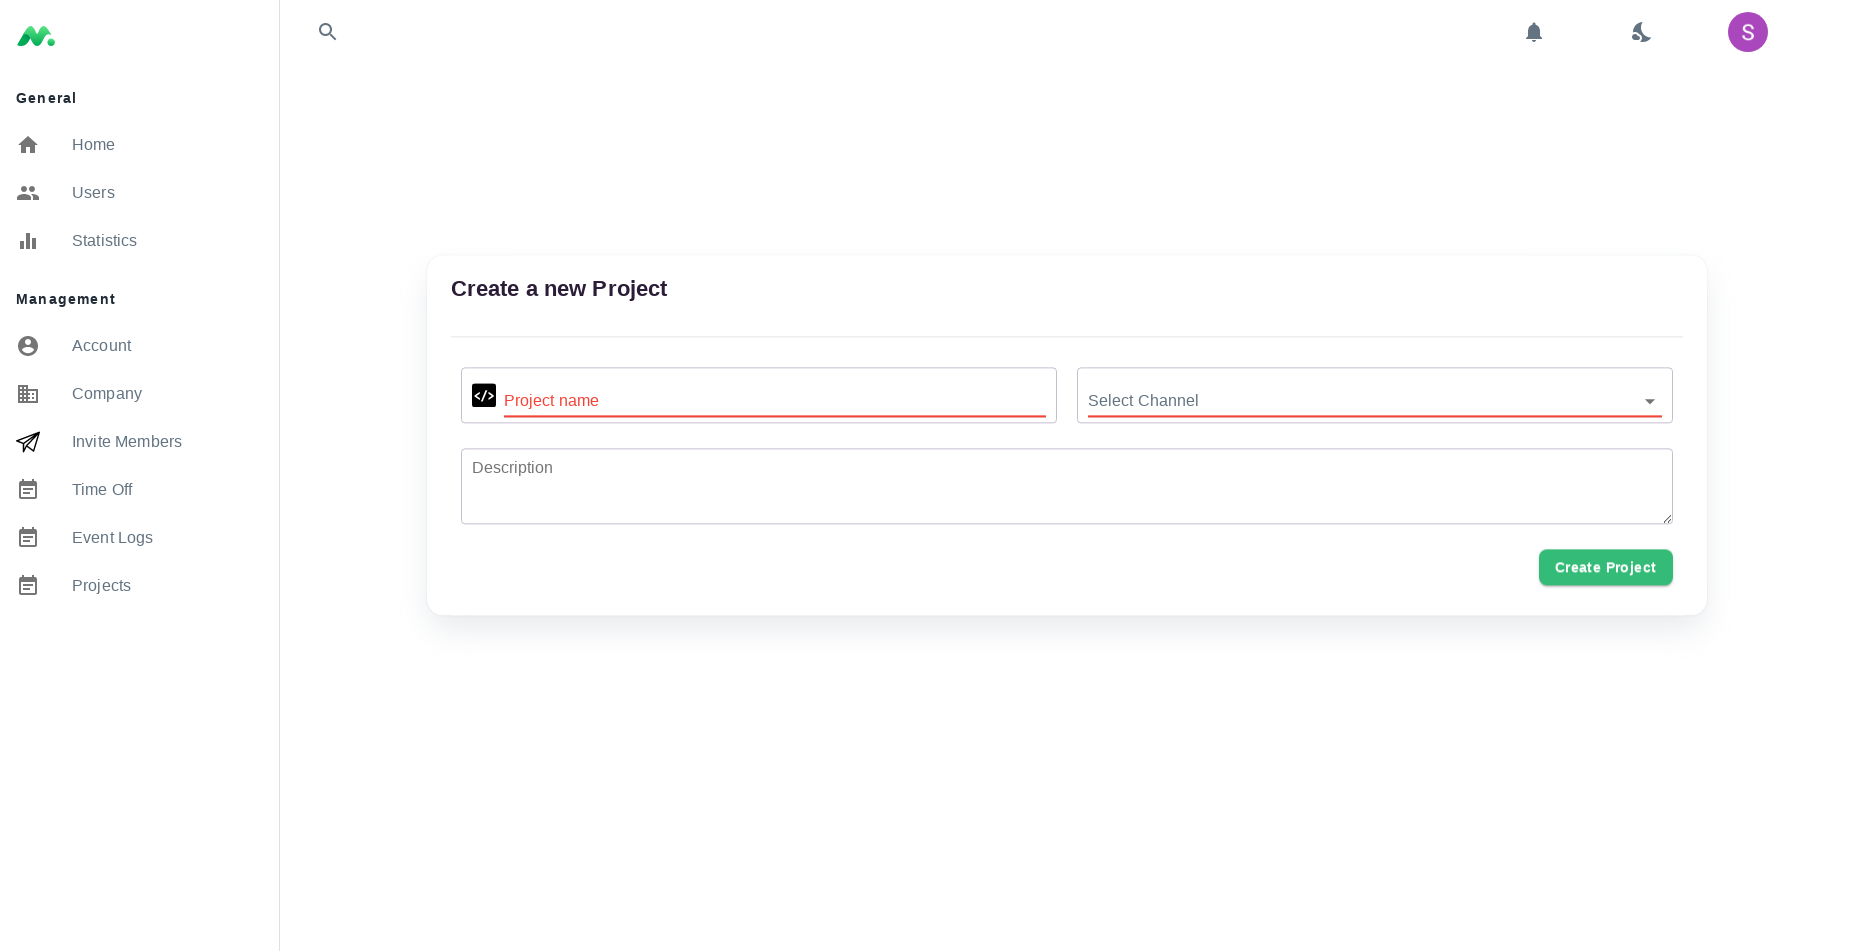 S
General
Home
Users
Statistics
Management
Account
Company
Invite Members
Time Off
Event Logs
Projects
Create a new Project
</> Project name
Select Channel
Description
Create Project